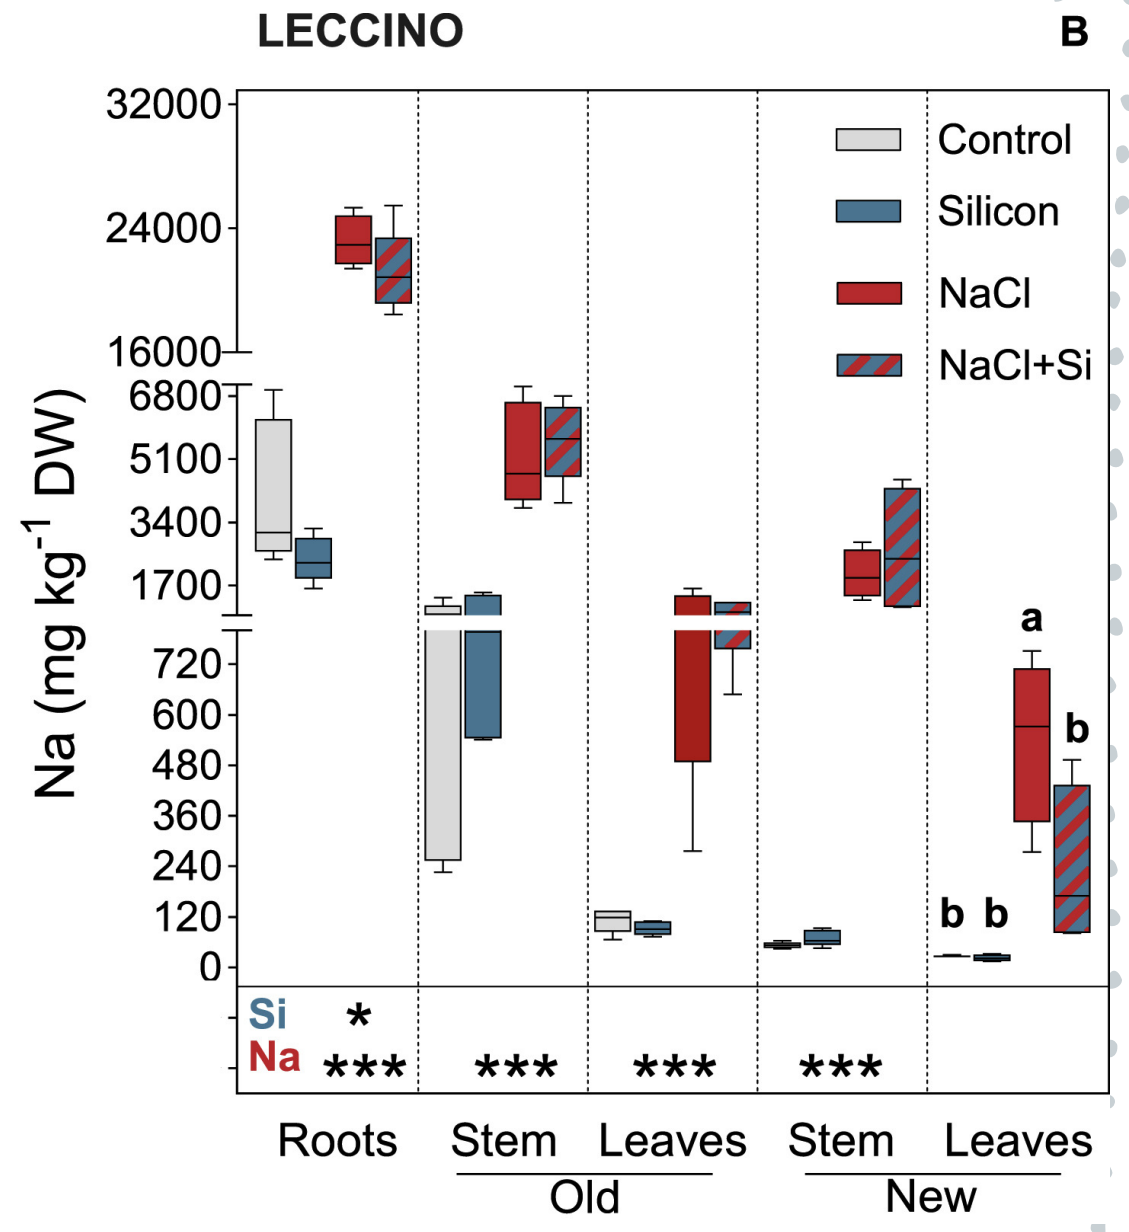 LECCINO B
32000
24000
16000
6800
5100
3400
1700
720
600
480
360
240
120
0
Na (mg kg-1 DW)
Control
Silicon
NaCl
NaCl+Si
a
b
b b
Si *
Na *** *** *** ***
Roots Stem Leaves Stem Leaves
Old New